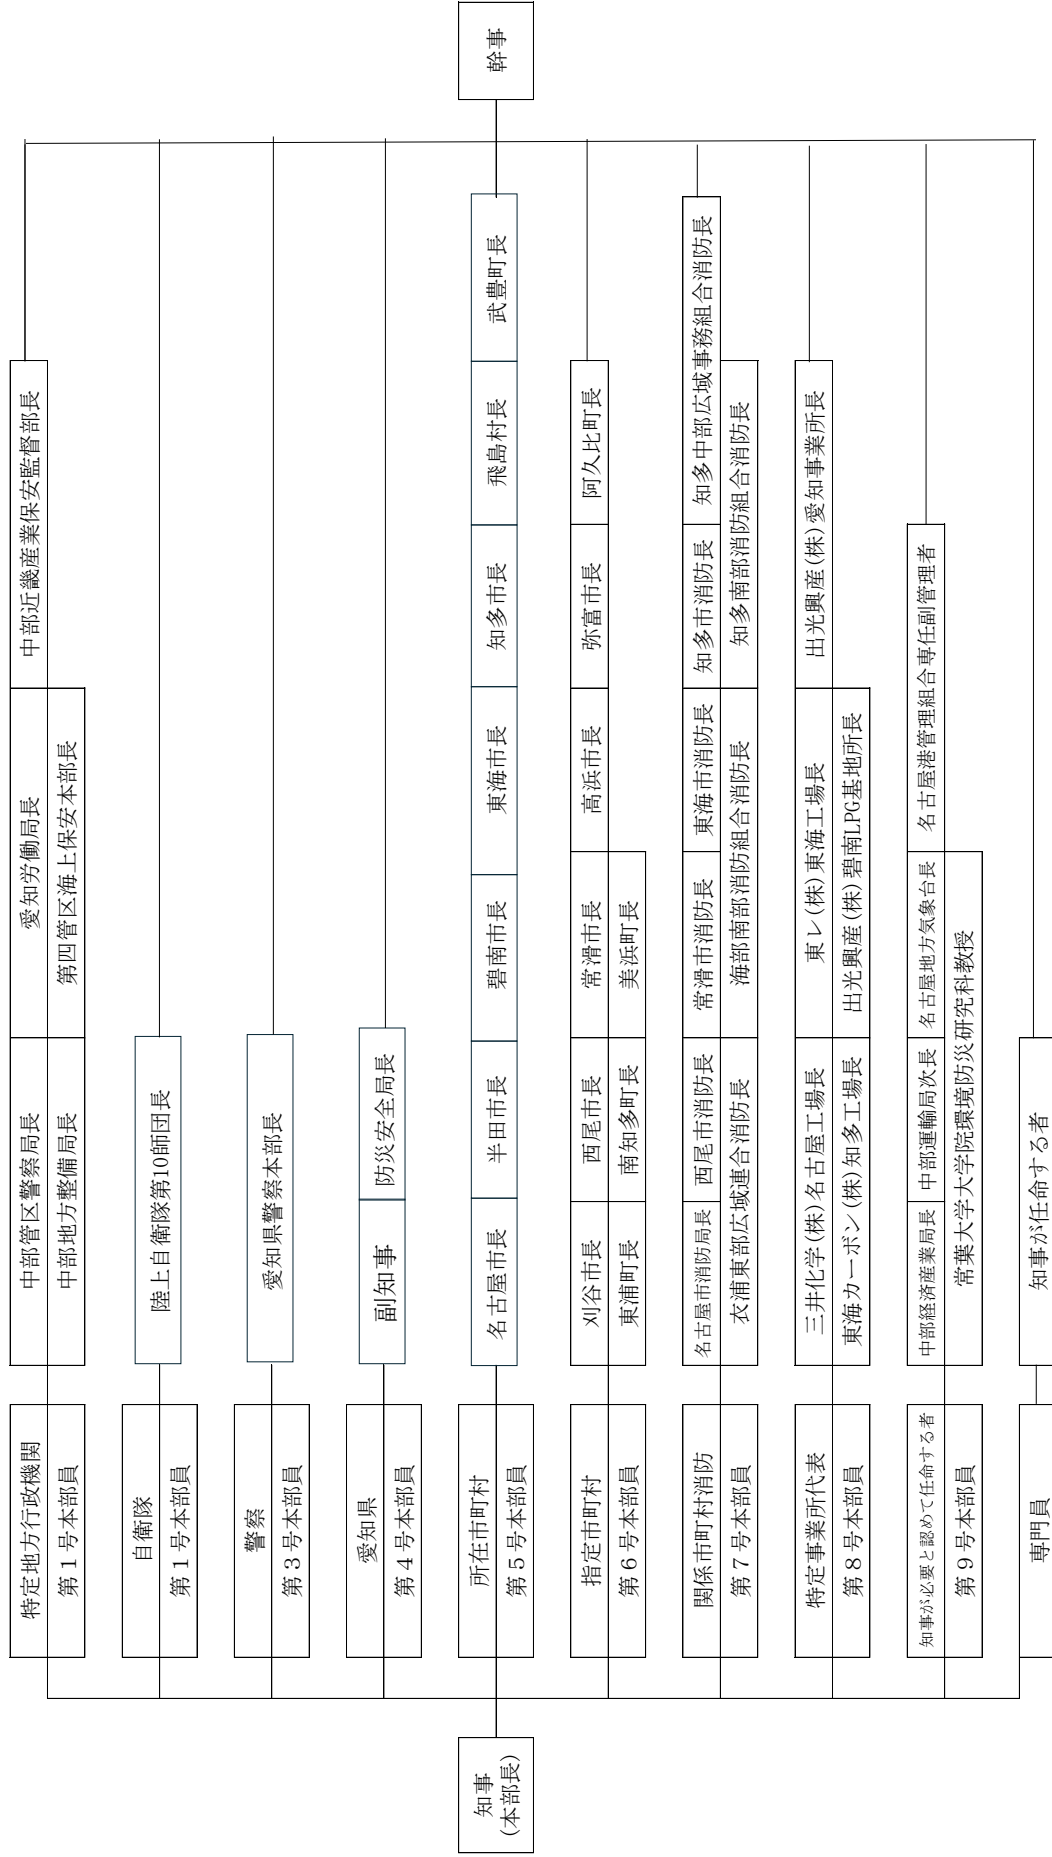 知事
(本部長)
特定地方行政機関
第１号本部員
中部管区警察局長
愛知労働局長
中部近畿産業保安監督部長
中部地方整備局長
第四管区海上保安本部長
自衛隊
第１号本部員
陸上自衛隊第10師団長
警察
第３号本部員
愛知県警察本部長
愛知県
第４号本部員
副知事
防災安全局長
所在市町村
第５号本部員
名古屋市長
半田市長
碧南市長
東海市長
知多市長
飛島村長
武豊町長
指定市町村
第６号本部員
刈谷市長
西尾市長
常滑市長
高浜市長
弥富市長
阿久比町長
東浦町長
南知多町長
美浜町長
関係市町村消防
第７号本部員
名古屋市消防局長
西尾市消防長
常滑市消防長
東海市消防長
知多市消防長
知多中部広域事務組合消防長
衣浦東部広域連合消防長
海部南部消防組合消防長
知多南部消防組合消防長
特定事業所代表
第８号本部員
三井化学(株)名古屋工場長
東レ(株)東海工場長
出光興産(株)愛知事業所長
東海カーボン(株)知多工場長
出光興産(株)碧南LPG基地所長
知事が必要と認めて任命する者
第９号本部員
中部経済産業局長
中部運輸局次長
名古屋地方気象台長
名古屋港管理組合専任副管理者
常葉大学大学院環境防災研究科教授
専門員
知事が任命する者
幹事